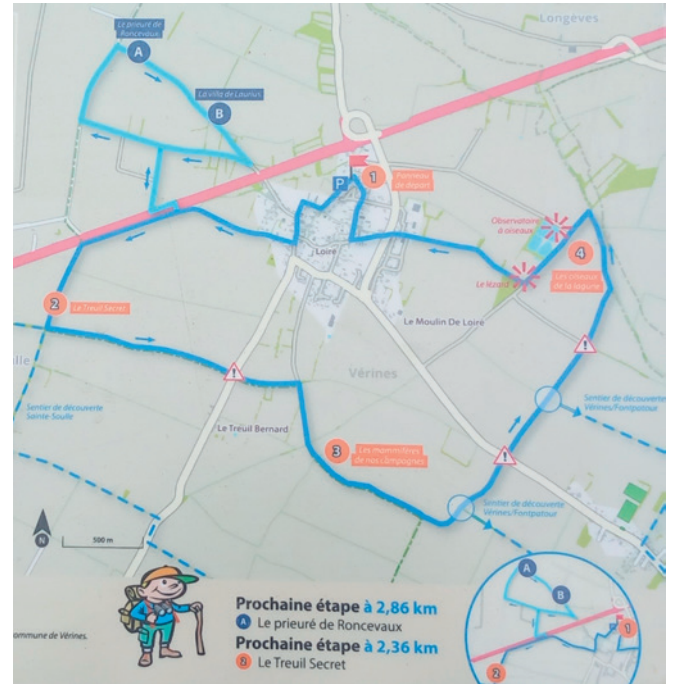 Le prieuré de
Roncevaux
A
Longèves
La villa de Laurius
B
P
1
Panneau
de départ
Observatoire
à oiseaux
4
Les oiseaux
de la lagune
Loiré
Le lézard
2
Le Treuil Secret
Le Moulin De Loiré
Vérines
Sentier de découverte
Sainte-Soulle
Sentier de découverte
Vérines/Fontpatour
Le Treuil Bernard
3
Les mammifères
de nos campagnes
Sentier de découverte
Vérines/Fontpatour
N
500 m
Prochaine étape à 2,86 km
A Le prieuré de Roncevaux
Prochaine étape à 2,36 km
2 Le Treuil Secret
ommune de Vérines.
A
B
1
2